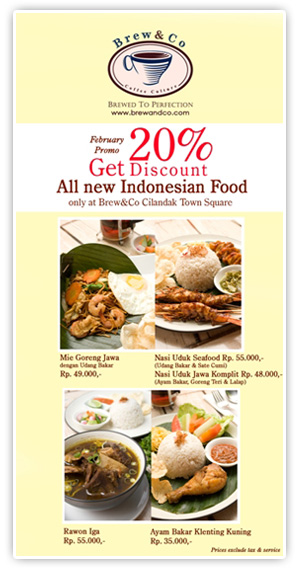 Brew&Co
Coffee Culture
BREWED TO PERFECTION
www.brewandco.com
February
Promo
20%
Get Discount
All new Indonesian Food
only at Brew&Co Cilandak Town Square
Mie Goreng Jawa
dengan Udang Bakar
Rp. 49.000,-
Nasi Uduk Seafood Rp. 55.000,-
(Udang Bakar & Sate Cumi)
Nasi Uduk Jawa Komplit Rp. 48.000,-
(Ayam Bakar, Goreng Teri & Lalap)
Rawon Iga
Rp. 55.000,-
Ayam Bakar Klenting Kuning
Rp. 35.000,-
Prices exclude tax & service